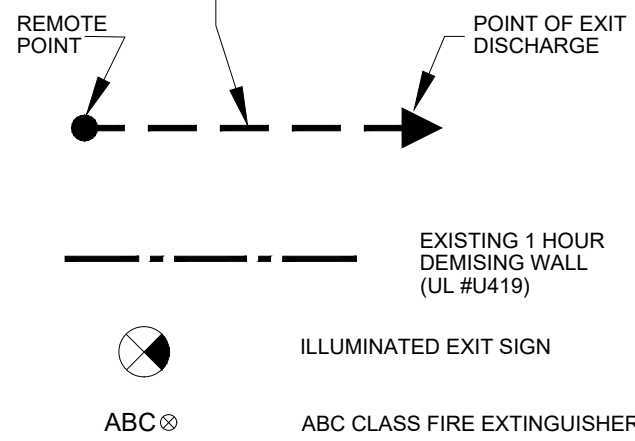 REMOTE
POINT
POINT OF EXIT
DISCHARGE
EXISTING 1 HOUR
DEMISING WALL
(UL #U419)
ILLUMINATED EXIT SIGN
ABC
ABC CLASS FIRE EXTINGUISHER